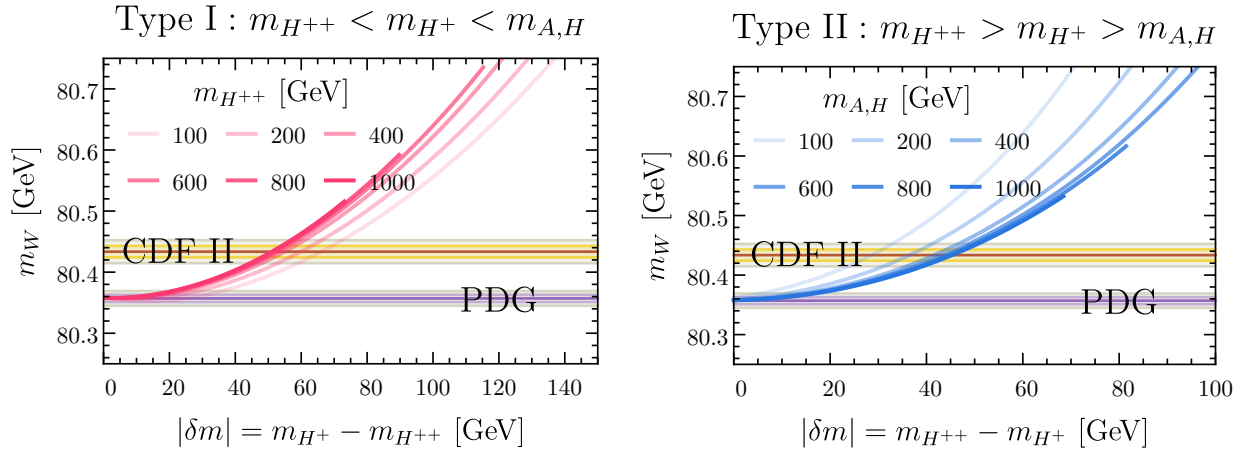 Type I : m_{H^{++}} < m_{H^+} < m_{A,H}
m_{H^{++}} [GeV]
100 200 400
600 800 1000
CDF II
PDG
80.7
80.6
80.5
80.4
80.3
m_W [GeV]
0 20 40 60 80 100 120 140
|δm| = m_{H^+} − m_{H^{++}} [GeV]
Type II : m_{H^{++}} > m_{H^+} > m_{A,H}
m_{A,H} [GeV]
100 200 400
600 800 1000
CDF II
PDG
80.7
80.6
80.5
80.4
80.3
m_W [GeV]
0 20 40 60 80 100
|δm| = m_{H^{++}} − m_{H^+} [GeV]